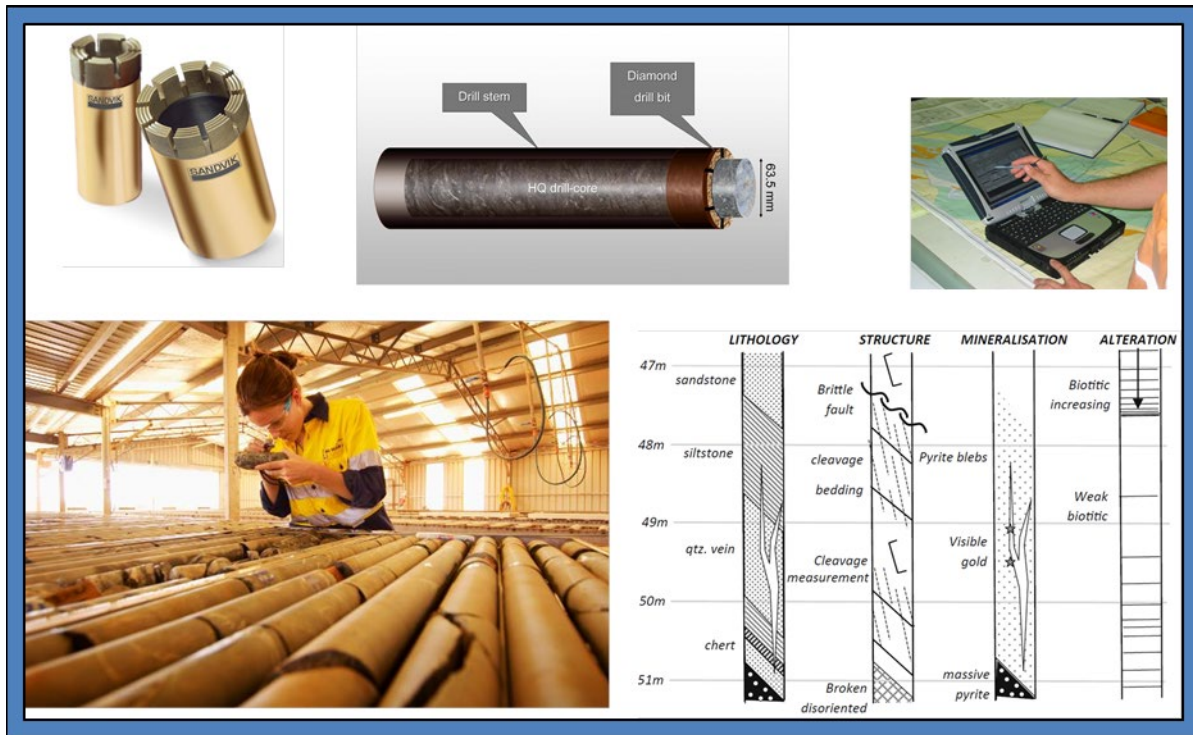 SANDVIK
SANDVIK
Drill stem
Diamond
drill bit
HQ drill-core
63.5 mm
LITHOLOGY
STRUCTURE
MINERALISATION
ALTERATION
47m
sandstone
Brittle
fault
Biotitic
increasing
48m
siltstone
cleavage
bedding
Pyrite blebs
49m
Weak
biotitic
qtz. vein
Cleavage
measurement
Visible
gold
50m
chert
51m
Broken
disoriented
massive
pyrite